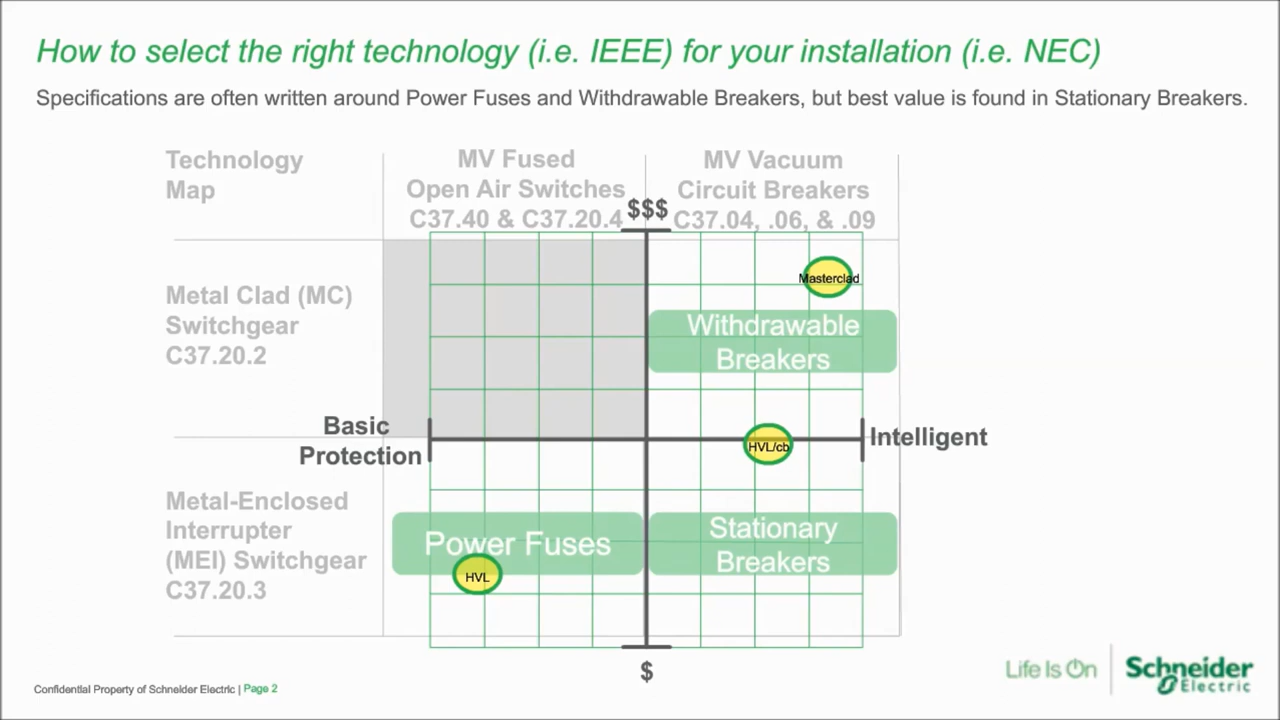 How to select the right technology (i.e. IEEE) for your installation (i.e. NEC)
Specifications are often written around Power Fuses and Withdrawable Breakers, but best value is found in Stationary Breakers.
Technology
Map
MV Fused
Open Air Switches
C37.40 & C37.20.4
MV Vacuum
Circuit Breakers
C37.04, .06, & .09
$$$
Metal Clad (MC)
Switchgear
C37.20.2
Masterclad
Withdrawable
Breakers
Basic
Protection
HVL/cb
Intelligent
Metal-Enclosed
Interrupter
(MEI) Switchgear
C37.20.3
Power Fuses
HVL
Stationary
Breakers
$
Confidential Property of Schneider Electric | Page 2
Life Is On
Schneider
Electric